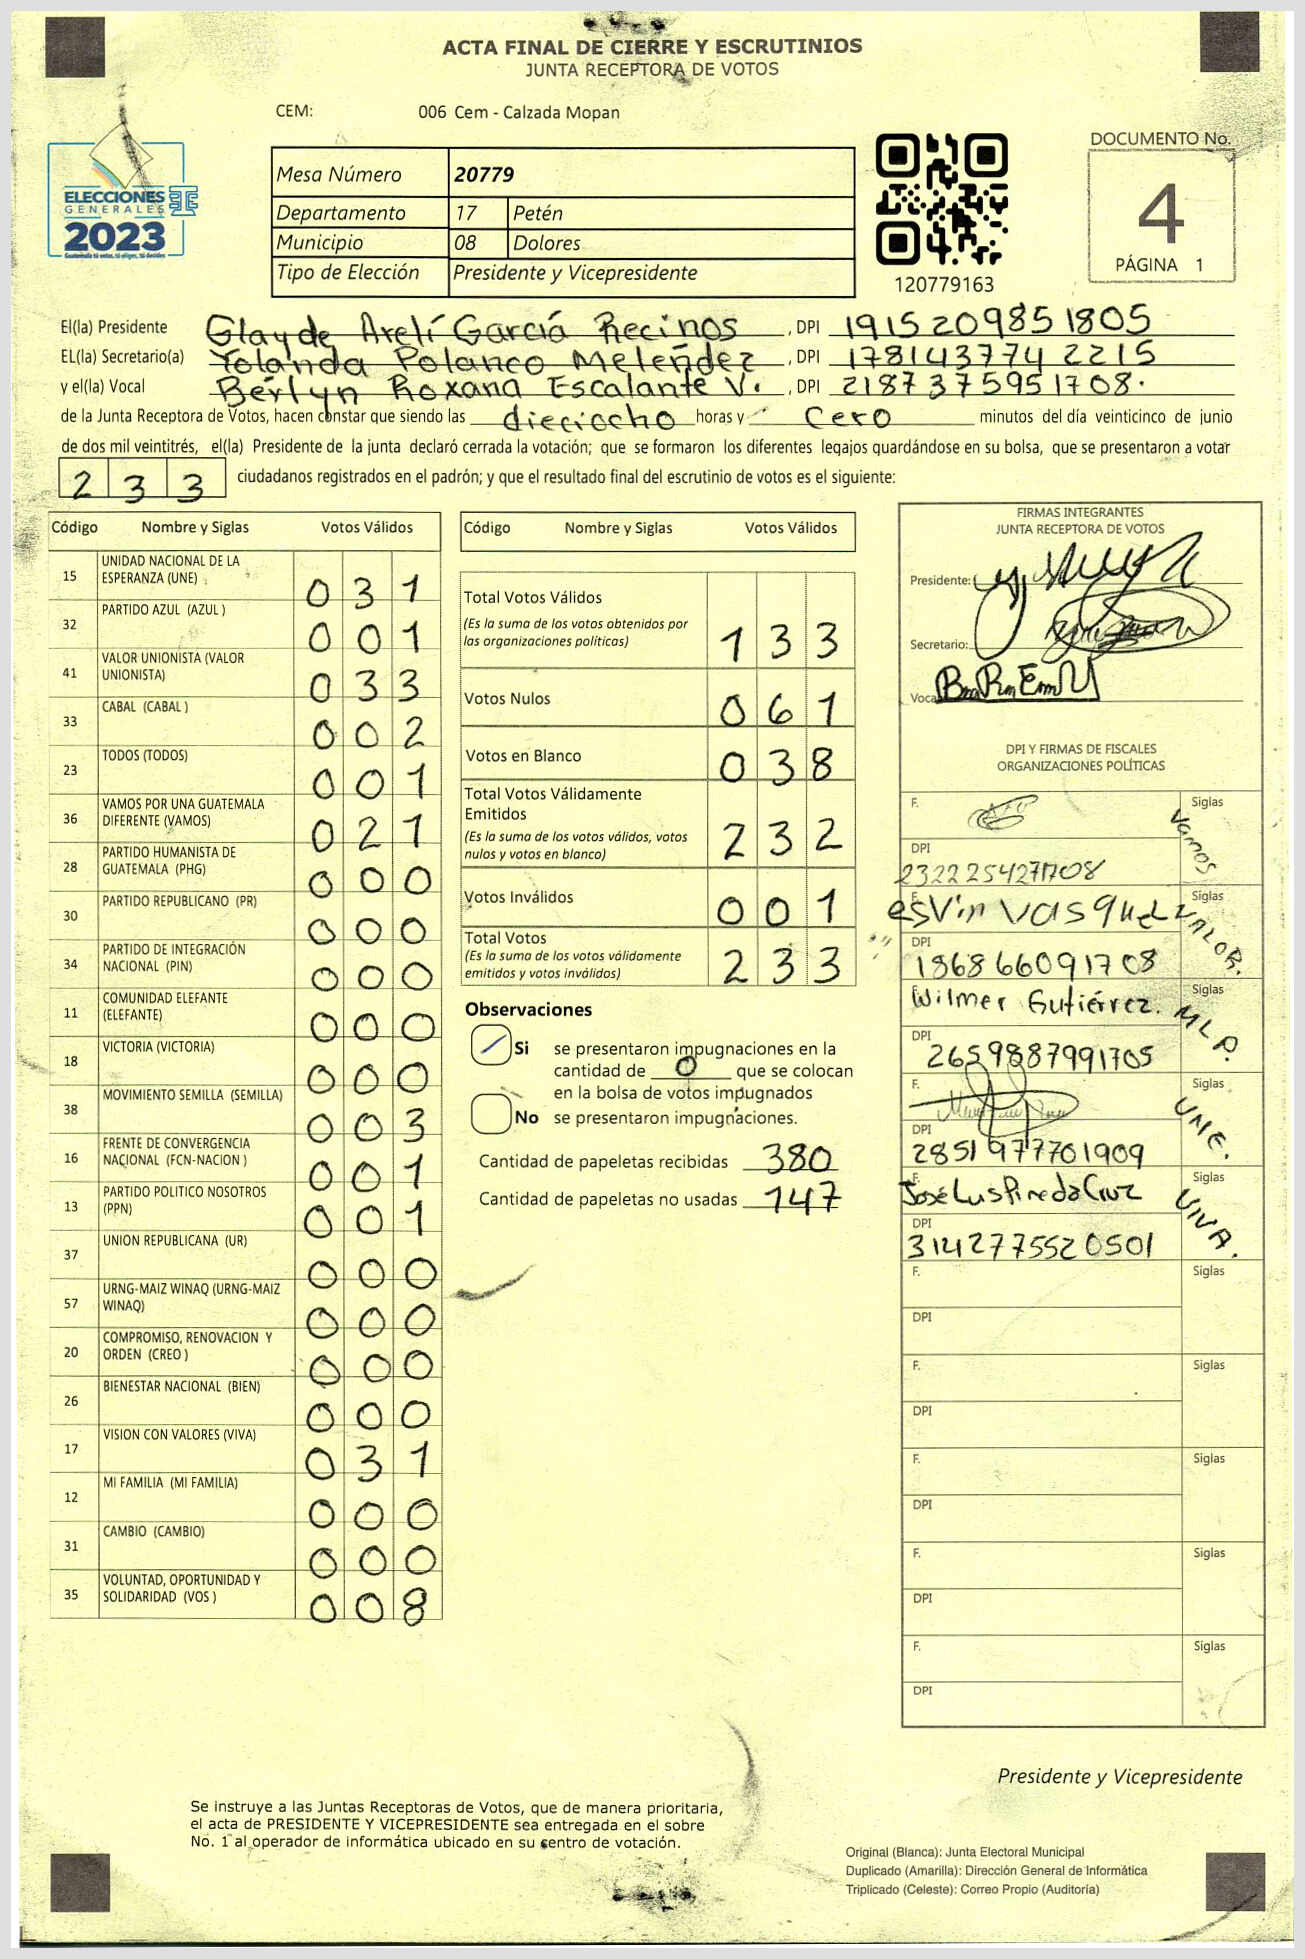 ACTA FINAL DE CIERRE Y ESCRUTINIOS
JUNTA RECEPTORA DE VOTOS
CEM: 006 Cem - Calzada Mopan
ELECCIONES
GENERALES
2023
Mesa Número 20779
Departamento 17 Petén
Municipio 08 Dolores
Tipo de Elección Presidente y Vicepresidente
120779163
DOCUMENTO No.
4
PÁGINA 1
El(la) Presidente Glayde Arelí García Recinos , DPI 1915209851805
EL(la) Secretario(a) Yolanda Polanco Meléndez , DPI 1781437742215
y el(la) Vocal Berlyn Roxana Escalante V. , DPI 2187375951708.
de la Junta Receptora de Votos, hacen constar que siendo las dieciocho horas y cero minutos del día veinticinco de junio
de dos mil veintitrés, el(la) Presidente de la junta declaró cerrada la votación; que se formaron los diferentes legajos guardándose en su bolsa, que se presentaron a votar
233 ciudadanos registrados en el padrón; y que el resultado final del escrutinio de votos es el siguiente:
Código Nombre y Siglas Votos Válidos
15 UNIDAD NACIONAL DE LA ESPERANZA (UNE) 031
32 PARTIDO AZUL (AZUL ) 001
41 VALOR UNIONISTA (VALOR UNIONISTA) 033
33 CABAL (CABAL ) 002
23 TODOS (TODOS) 001
36 VAMOS POR UNA GUATEMALA DIFERENTE (VAMOS) 021
28 PARTIDO HUMANISTA DE GUATEMALA (PHG) 000
30 PARTIDO REPUBLICANO (PR) 000
34 PARTIDO DE INTEGRACIÓN NACIONAL (PIN) 000
11 COMUNIDAD ELEFANTE (ELEFANTE) 000
18 VICTORIA (VICTORIA) 000
38 MOVIMIENTO SEMILLA (SEMILLA) 003
16 FRENTE DE CONVERGENCIA NACIONAL (FCN-NACION ) 001
13 PARTIDO POLITICO NOSOTROS (PPN) 001
37 UNION REPUBLICANA (UR) 000
57 URNG-MAIZ WINAQ (URNG-MAIZ WINAQ) 000
20 COMPROMISO, RENOVACION Y ORDEN (CREO ) 000
26 BIENESTAR NACIONAL (BIEN) 000
17 VISION CON VALORES (VIVA) 031
12 MI FAMILIA (MI FAMILIA) 000
31 CAMBIO (CAMBIO) 000
35 VOLUNTAD, OPORTUNIDAD Y SOLIDARIDAD (VOS ) 008
Código Nombre y Siglas Votos Válidos
Total Votos Válidos
(Es la suma de los votos obtenidos por
las organizaciones políticas) 133
Votos Nulos 061
Votos en Blanco 038
Total Votos Válidamente
Emitidos
(Es la suma de los votos válidos, votos
nulos y votos en blanco) 232
Votos Inválidos 001
Total Votos
(Es la suma de los votos válidamente
emitidos y votos inválidos) 233
Observaciones
Si se presentaron impugnaciones en la
cantidad de 0 que se colocan
en la bolsa de votos impugnados
No se presentaron impugnaciones.
Cantidad de papeletas recibidas 380
Cantidad de papeletas no usadas 147
FIRMAS INTEGRANTES
JUNTA RECEPTORA DE VOTOS
Presidente:
Secretario:
Voca
DPI Y FIRMAS DE FISCALES
ORGANIZACIONES POLÍTICAS
F. Siglas Vamos
DPI 2322254271708
esvin vasquez Siglas VALOR.
DPI 186866091708
Wilmer Gutiérrez. Siglas MLP.
DPI 2659887991705
F. Siglas UNE.
DPI 2851977701909
F. José Luis Pineda Cruz Siglas VIVA.
DPI 3142775520501
F. Siglas
DPI
F. Siglas
DPI
F. Siglas
DPI
F. Siglas
DPI
F. Siglas
DPI
Presidente y Vicepresidente
Se instruye a las Juntas Receptoras de Votos, que de manera prioritaria,
el acta de PRESIDENTE Y VICEPRESIDENTE sea entregada en el sobre
No. 1 al operador de informática ubicado en su centro de votación.
Original (Blanca): Junta Electoral Municipal
Duplicado (Amarilla): Dirección General de Informática
Triplicado (Celeste): Correo Propio (Auditoría)